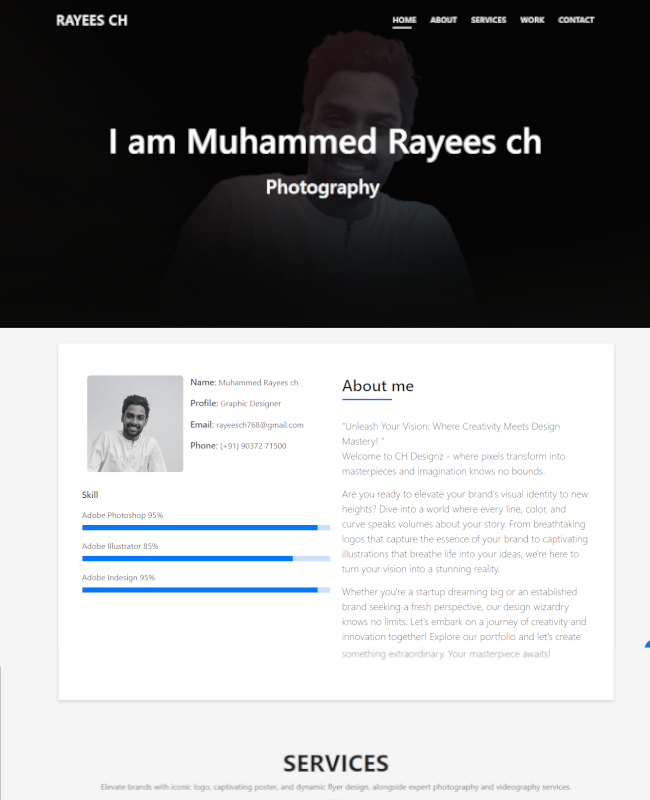 RAYEES CH
HOME ABOUT SERVICES WORK CONTACT
I am Muhammed Rayees ch
Photography
Name: Muhammed Rayees ch
Profile: Graphic Designer
Email: rayeesch768@gmail.com
Phone: (+91) 90372 71500
Skill
Adobe Photoshop 95%
Adobe Illustrator 85%
Adobe Indesign 95%
About me
"Unleash Your Vision: Where Creativity Meets Design
Mastery! "
Welcome to CH Designz - where pixels transform into
masterpieces and imagination knows no bounds.
Are you ready to elevate your brand's visual identity to new
heights? Dive into a world where every line, color, and
curve speaks volumes about your story. From breathtaking
logos that capture the essence of your brand to captivating
illustrations that breathe life into your ideas, we're here to
turn your vision into a stunning reality.
Whether you're a startup dreaming big or an established
brand seeking a fresh perspective, our design wizardry
knows no limits. Let's embark on a journey of creativity and
innovation together! Explore our portfolio and let's create
something extraordinary. Your masterpiece awaits!
SERVICES
Elevate brands with iconic logo, captivating poster, and dynamic flyer design, alongside expert photography and videography services.